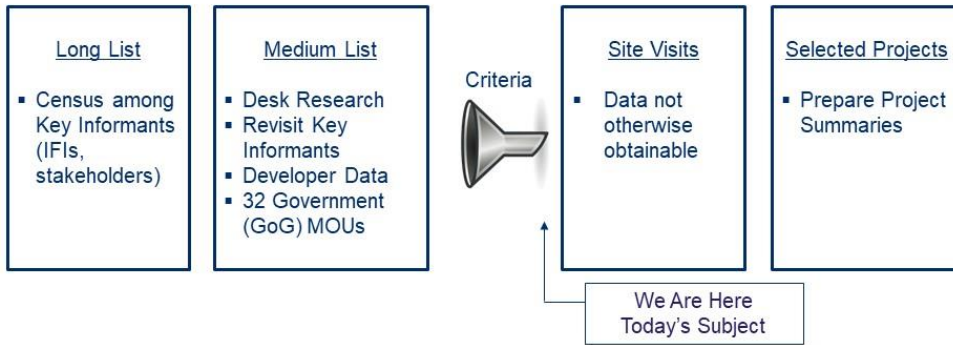 Long List
▪ Census among
Key Informants
(IFIs,
stakeholders)
Medium List
▪ Desk Research
▪ Revisit Key
Informants
▪ Developer Data
▪ 32 Government
(GoG) MOUs
Criteria
Site Visits
▪ Data not
otherwise
obtainable
Selected Projects
▪ Prepare Project
Summaries
We Are Here
Today's Subject